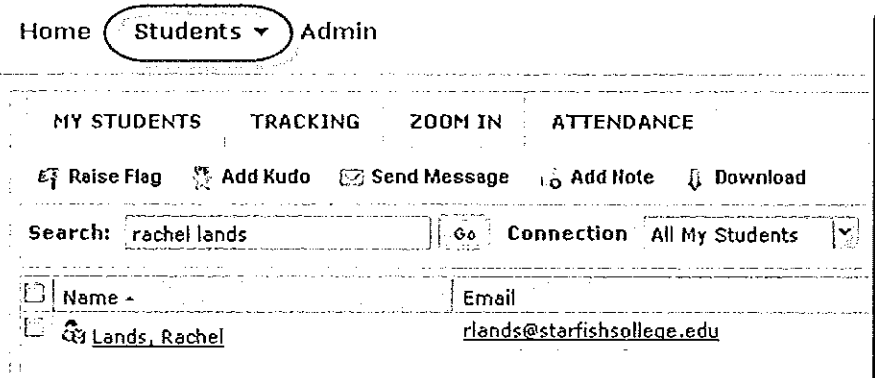 Home Students Admin
MY STUDENTS TRACKING ZOOM IN ATTENDANCE
Raise Flag Add Kudo Send Message Add Note Download
Search: rachel lands Go Connection All My Students
Name Email
Lands, Rachel rlands@starfishsollege.edu